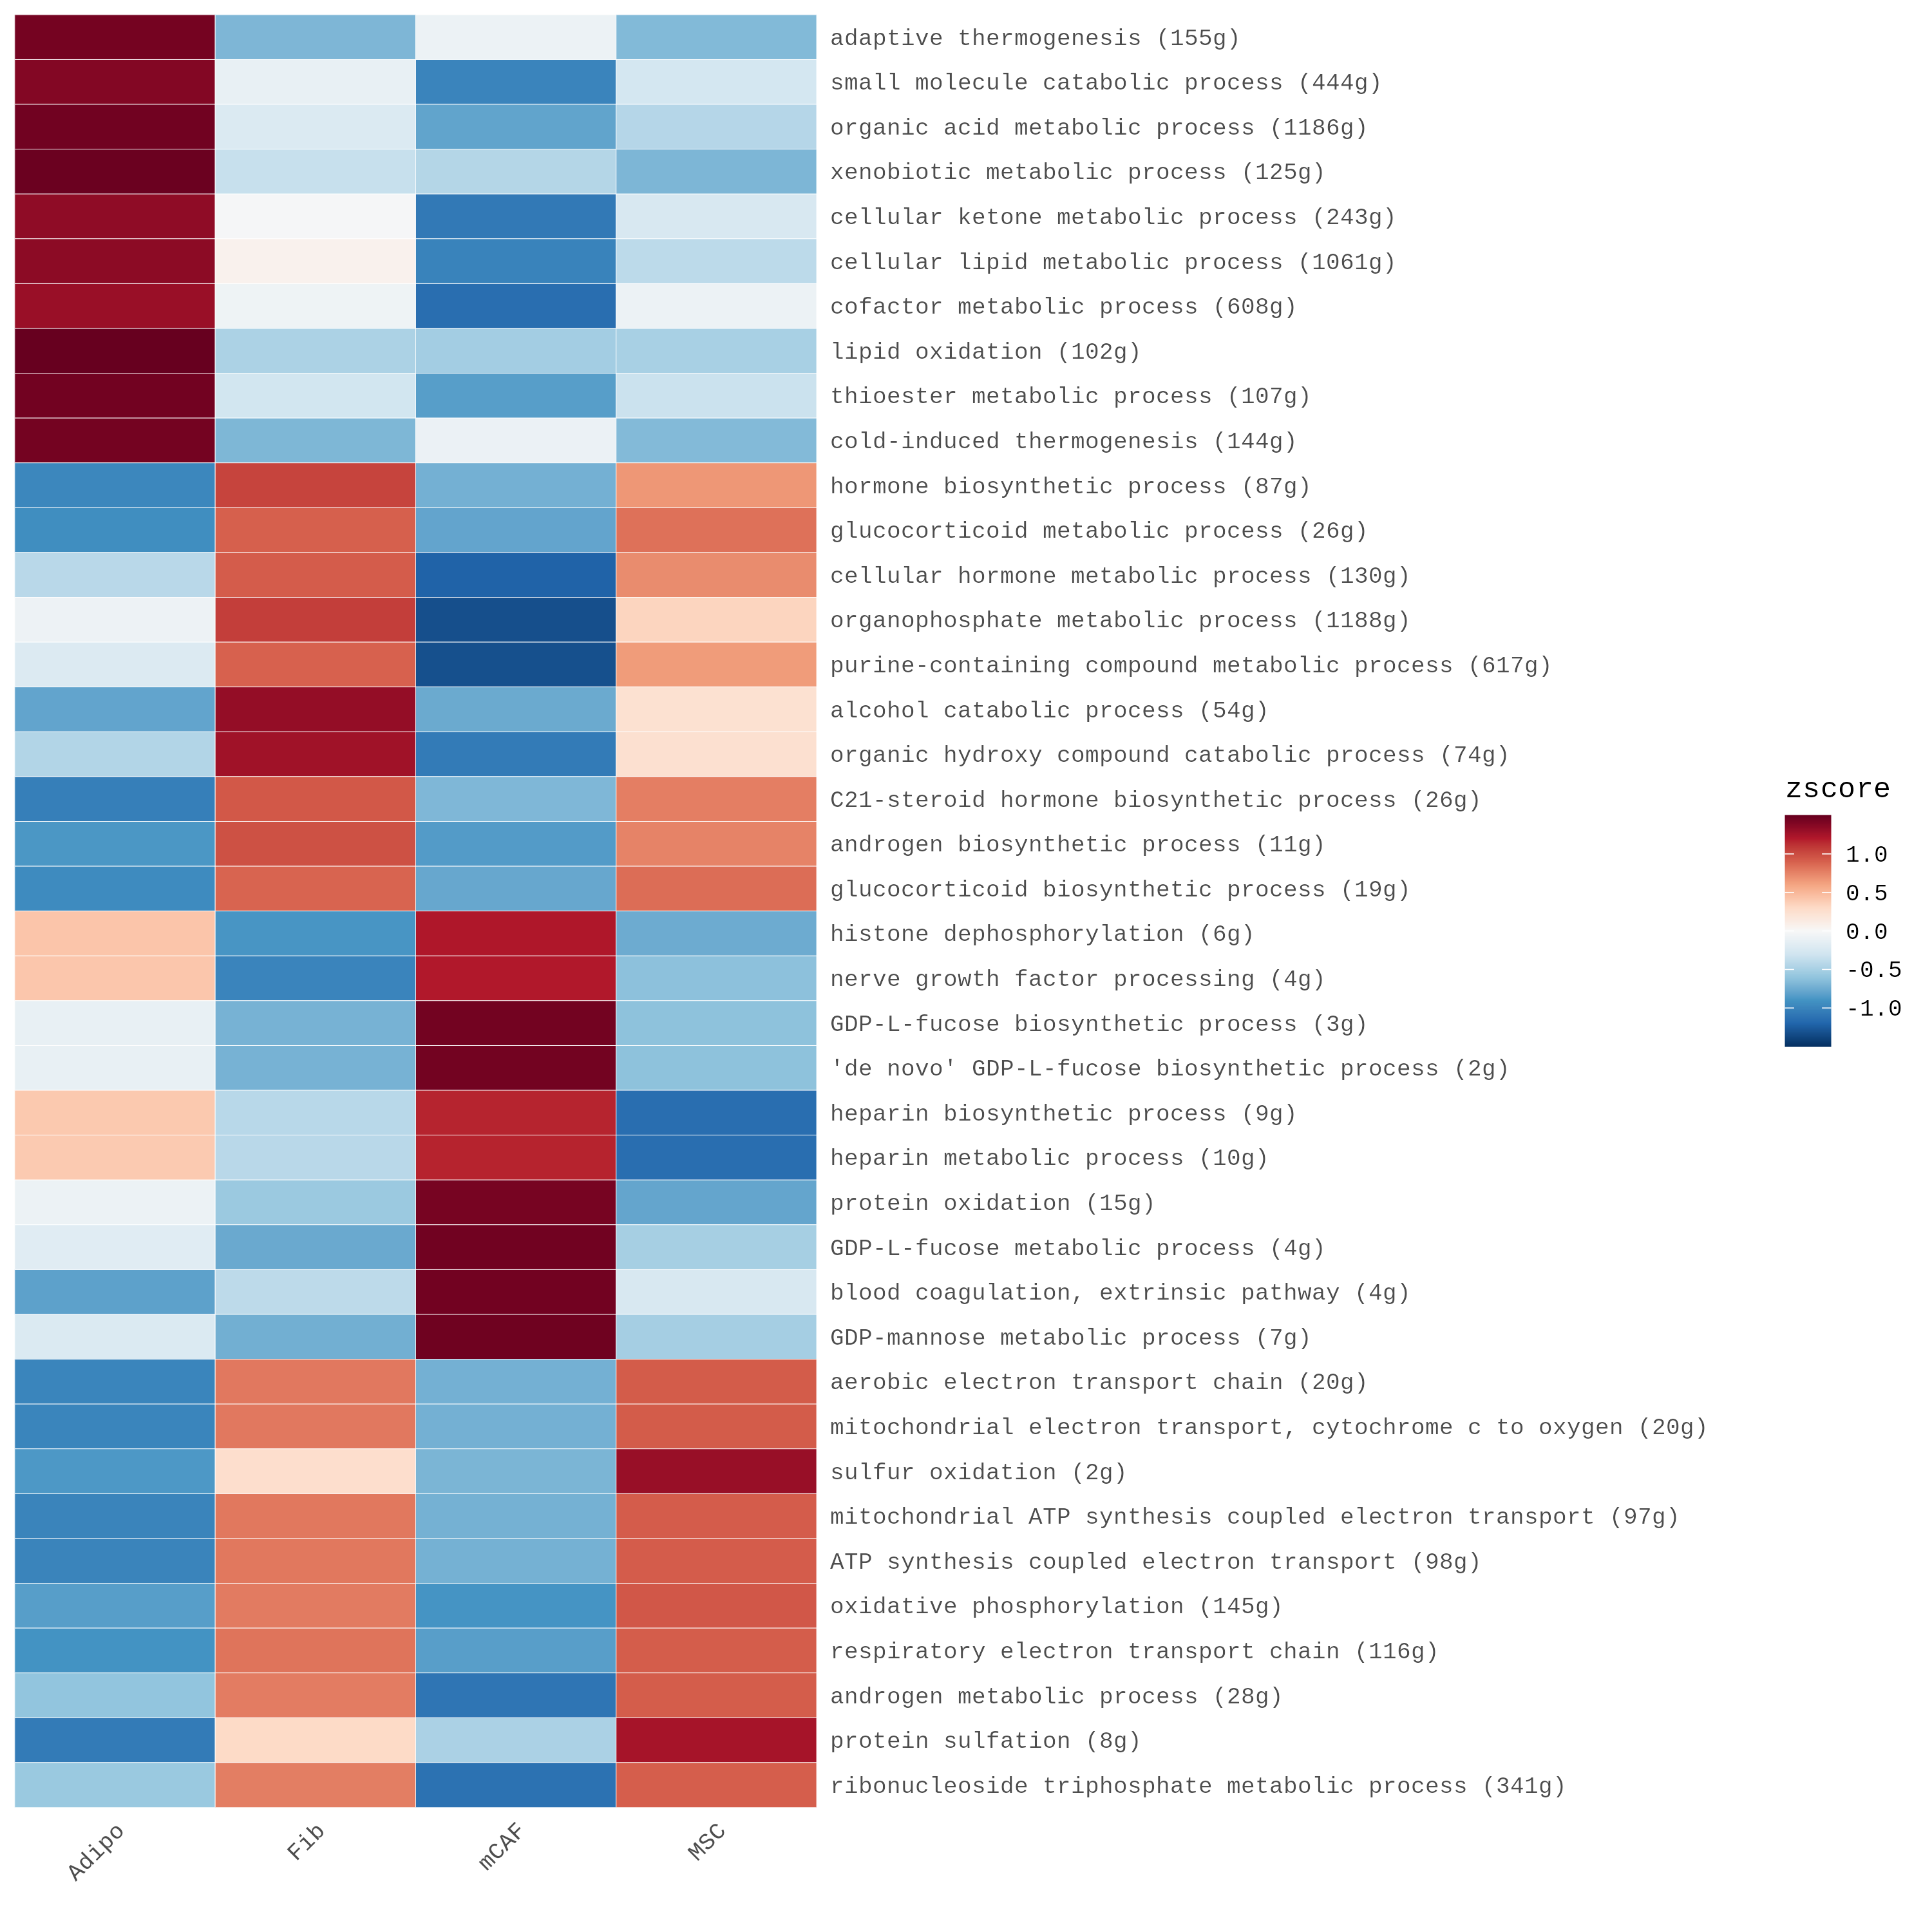 adaptive thermogenesis (155g)
small molecule catabolic process (444g)
organic acid metabolic process (1186g)
xenobiotic metabolic process (125g)
cellular ketone metabolic process (243g)
cellular lipid metabolic process (1061g)
cofactor metabolic process (608g)
lipid oxidation (102g)
thioester metabolic process (107g)
cold-induced thermogenesis (144g)
hormone biosynthetic process (87g)
glucocorticoid metabolic process (26g)
cellular hormone metabolic process (130g)
organophosphate metabolic process (1188g)
purine-containing compound metabolic process (617g)
alcohol catabolic process (54g)
organic hydroxy compound catabolic process (74g)
C21-steroid hormone biosynthetic process (26g)
androgen biosynthetic process (11g)
glucocorticoid biosynthetic process (19g)
histone dephosphorylation (6g)
nerve growth factor processing (4g)
GDP-L-fucose biosynthetic process (3g)
'de novo' GDP-L-fucose biosynthetic process (2g)
heparin biosynthetic process (9g)
heparin metabolic process (10g)
protein oxidation (15g)
GDP-L-fucose metabolic process (4g)
blood coagulation, extrinsic pathway (4g)
GDP-mannose metabolic process (7g)
aerobic electron transport chain (20g)
mitochondrial electron transport, cytochrome c to oxygen (20g)
sulfur oxidation (2g)
mitochondrial ATP synthesis coupled electron transport (97g)
ATP synthesis coupled electron transport (98g)
oxidative phosphorylation (145g)
respiratory electron transport chain (116g)
androgen metabolic process (28g)
protein sulfation (8g)
ribonucleoside triphosphate metabolic process (341g)
Adipo
Fib
mCAF
MSC
zscore
1.0
0.5
0.0
-0.5
-1.0